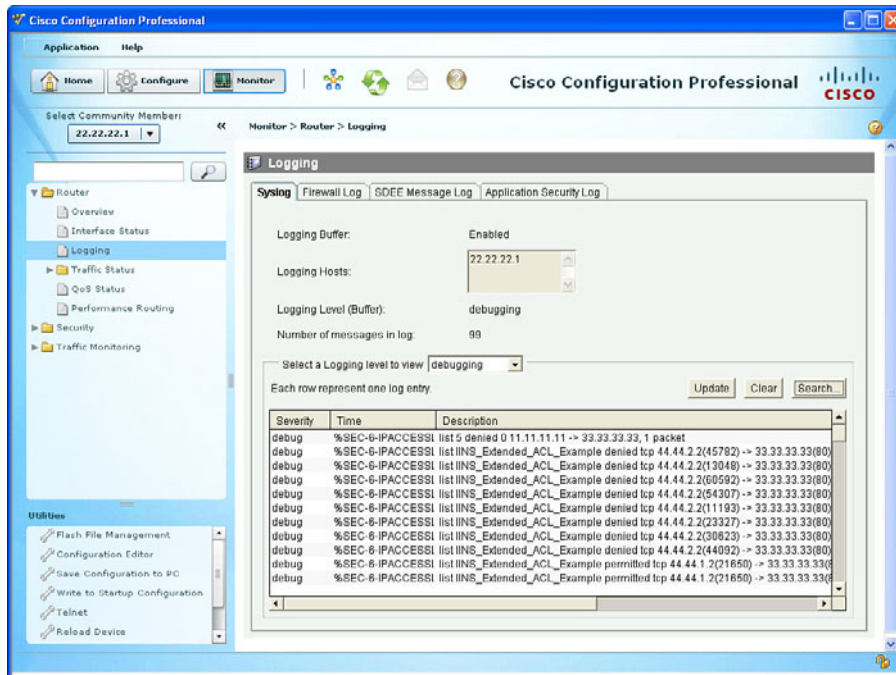 Cisco Configuration Professional
Application Help
Home Configure Monitor Cisco Configuration Professional CISCO
Select Community Member:
22.22.22.1
Monitor > Router > Logging
Router
Overview
Interface Status
Logging
Traffic Status
QoS Status
Performance Routing
Security
Traffic Monitoring
Utilities
Flash File Management
Configuration Editor
Save Configuration to PC
Write to Startup Configuration
Telnet
Reload Device
Logging
Syslog Firewall Log SDEE Message Log Application Security Log
Logging Buffer: Enabled
Logging Hosts: 22.22.22.1
Logging Level (Buffer): debugging
Number of messages in log: 99
Select a Logging level to view debugging
Each row represent one log entry. Update Clear Search...
Severity Time Description
debug %SEC-6-IPACCESSL list 5 denied 0 11.11.11.11 -> 33.33.33.33, 1 packet
debug %SEC-6-IPACCESSL list IINS_Extended_ACL_Example denied tcp 44.44.2.2(45782) -> 33.33.33.33(80)
debug %SEC-6-IPACCESSL list IINS_Extended_ACL_Example denied tcp 44.44.2.2(13048) -> 33.33.33.33(80)
debug %SEC-6-IPACCESSL list IINS_Extended_ACL_Example denied tcp 44.44.2.2(60592) -> 33.33.33.33(80)
debug %SEC-6-IPACCESSL list IINS_Extended_ACL_Example denied tcp 44.44.2.2(54307) -> 33.33.33.33(80)
debug %SEC-6-IPACCESSL list IINS_Extended_ACL_Example denied tcp 44.44.2.2(11193) -> 33.33.33.33(80)
debug %SEC-6-IPACCESSL list IINS_Extended_ACL_Example denied tcp 44.44.2.2(23327) -> 33.33.33.33(80)
debug %SEC-6-IPACCESSL list IINS_Extended_ACL_Example denied tcp 44.44.2.2(30623) -> 33.33.33.33(80)
debug %SEC-6-IPACCESSL list IINS_Extended_ACL_Example denied tcp 44.44.2.2(44092) -> 33.33.33.33(80)
debug %SEC-6-IPACCESSL list IINS_Extended_ACL_Example permitted tcp 44.44.1.2(21650) -> 33.33.33.33(8
debug %SEC-6-IPACCESSL list IINS_Extended_ACL_Example permitted tcp 44.44.1.2(21650) -> 33.33.33.33(8